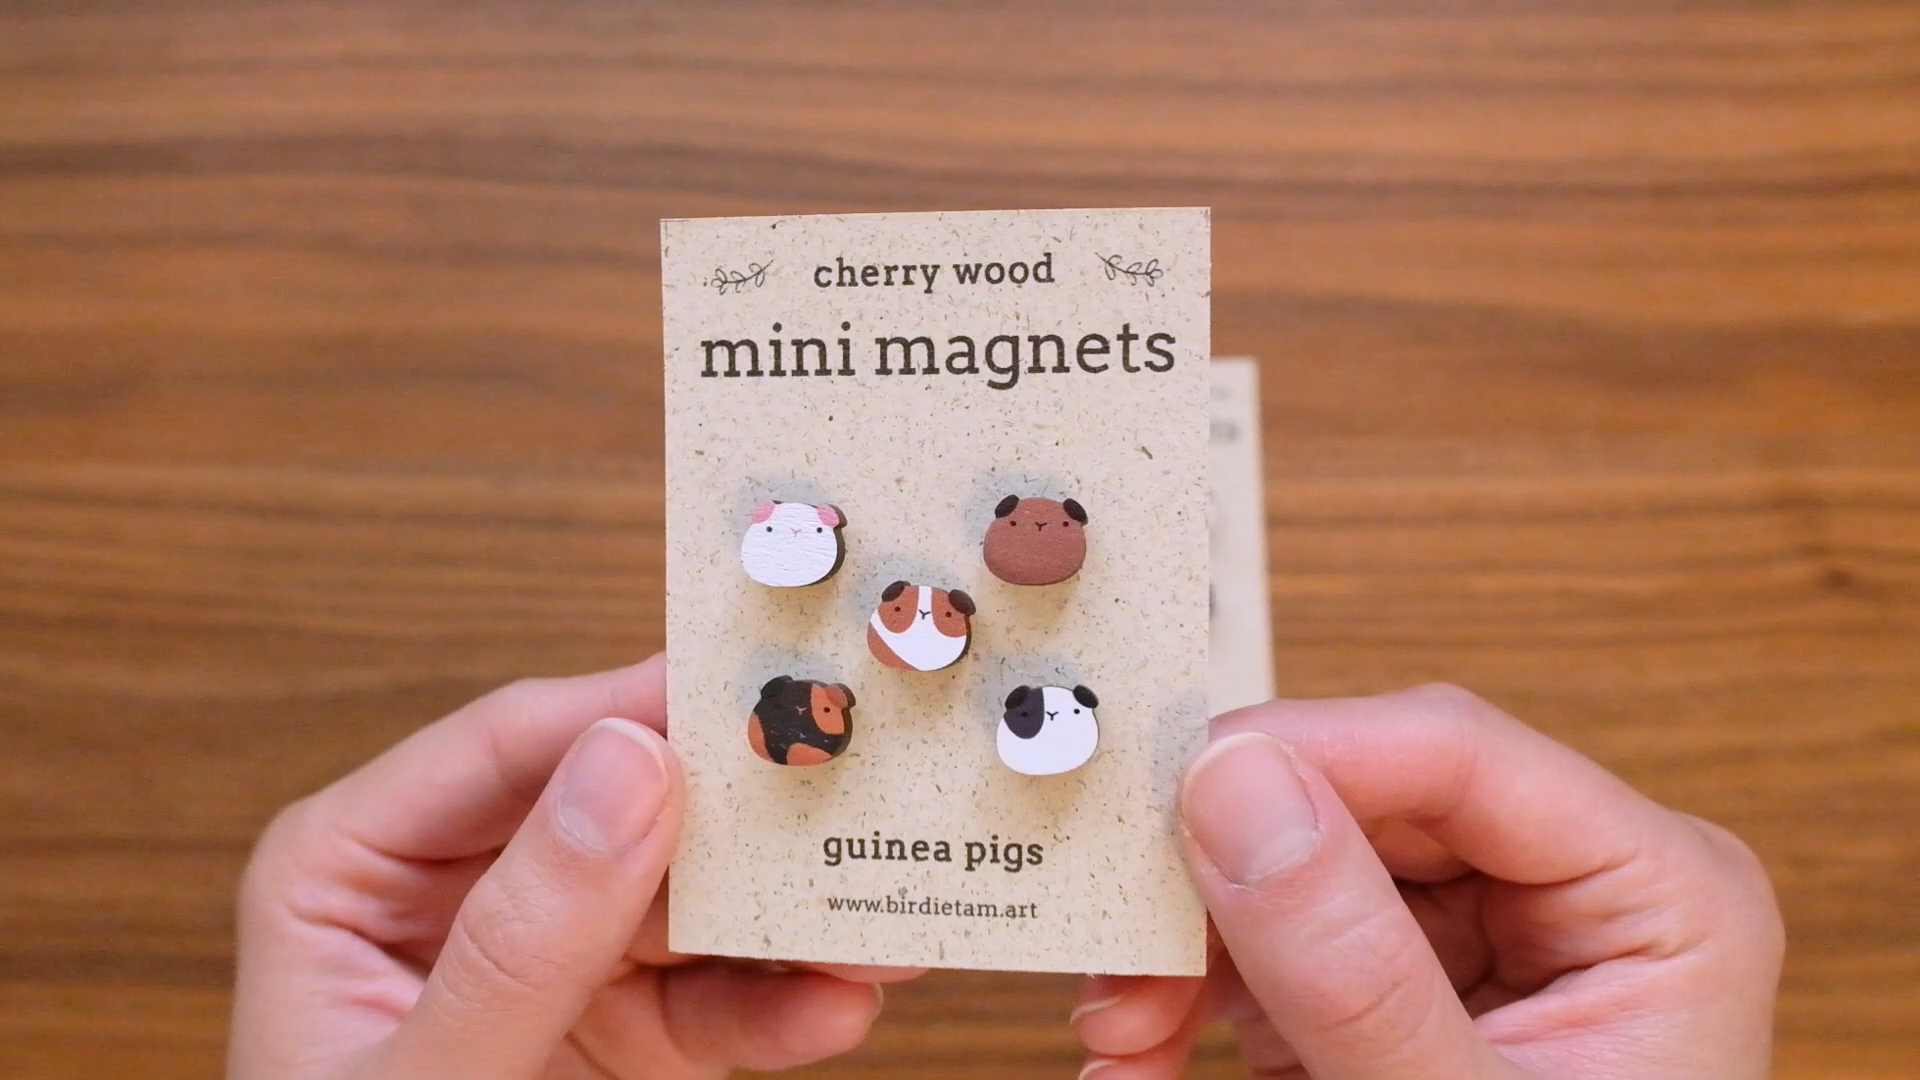 cherry wood
mini magnets
guinea pigs
www.birdietam.art